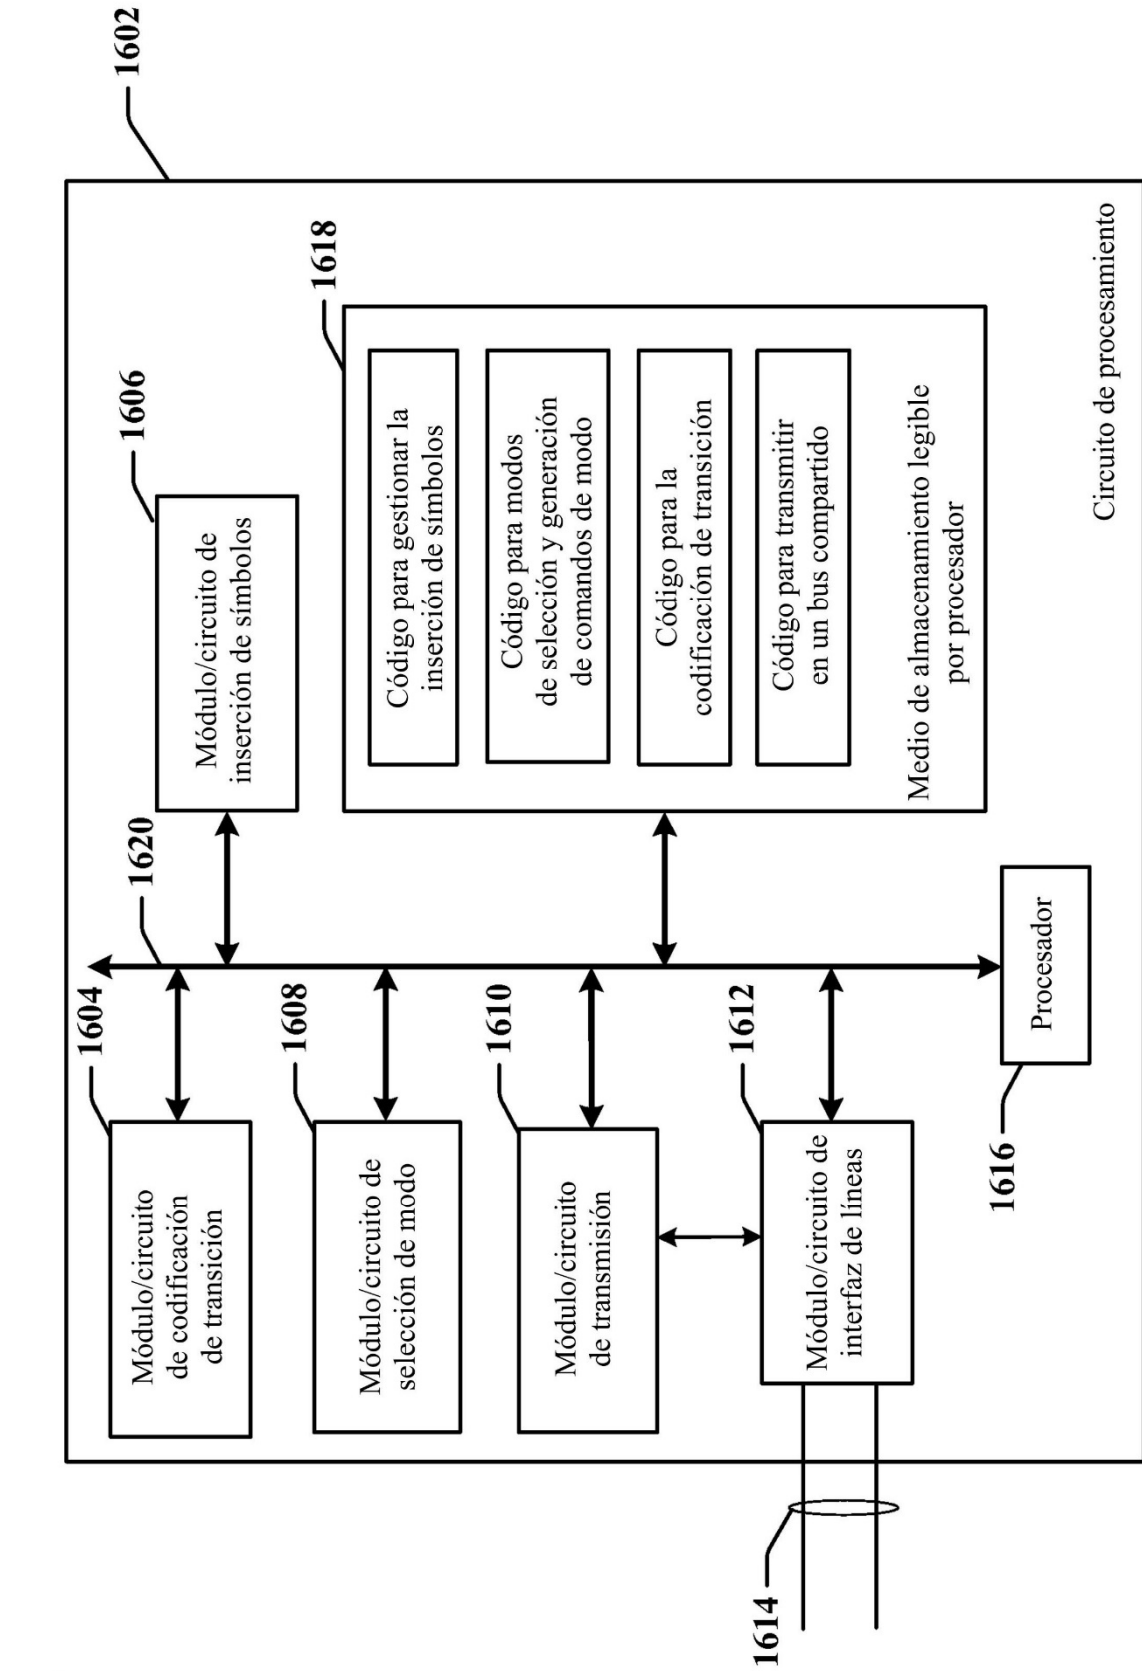 1602
1604
Módulo/circuito
de codificación
de transición
1620
1606
Módulo/circuito de
inserción de símbolos
1608
Módulo/circuito de
selección de modo
1618
Código para gestionar la
inserción de símbolos
Código para modos
de selección y generación
de comandos de modo
Código para la
codificación de transición
Código para transmitir
en un bus compartido
Medio de almacenamiento legible
por procesador
1610
Módulo/circuito
de transmisión
1612
Módulo/circuito de
interfaz de líneas
1614
1616
Procesador
Circuito de procesamiento